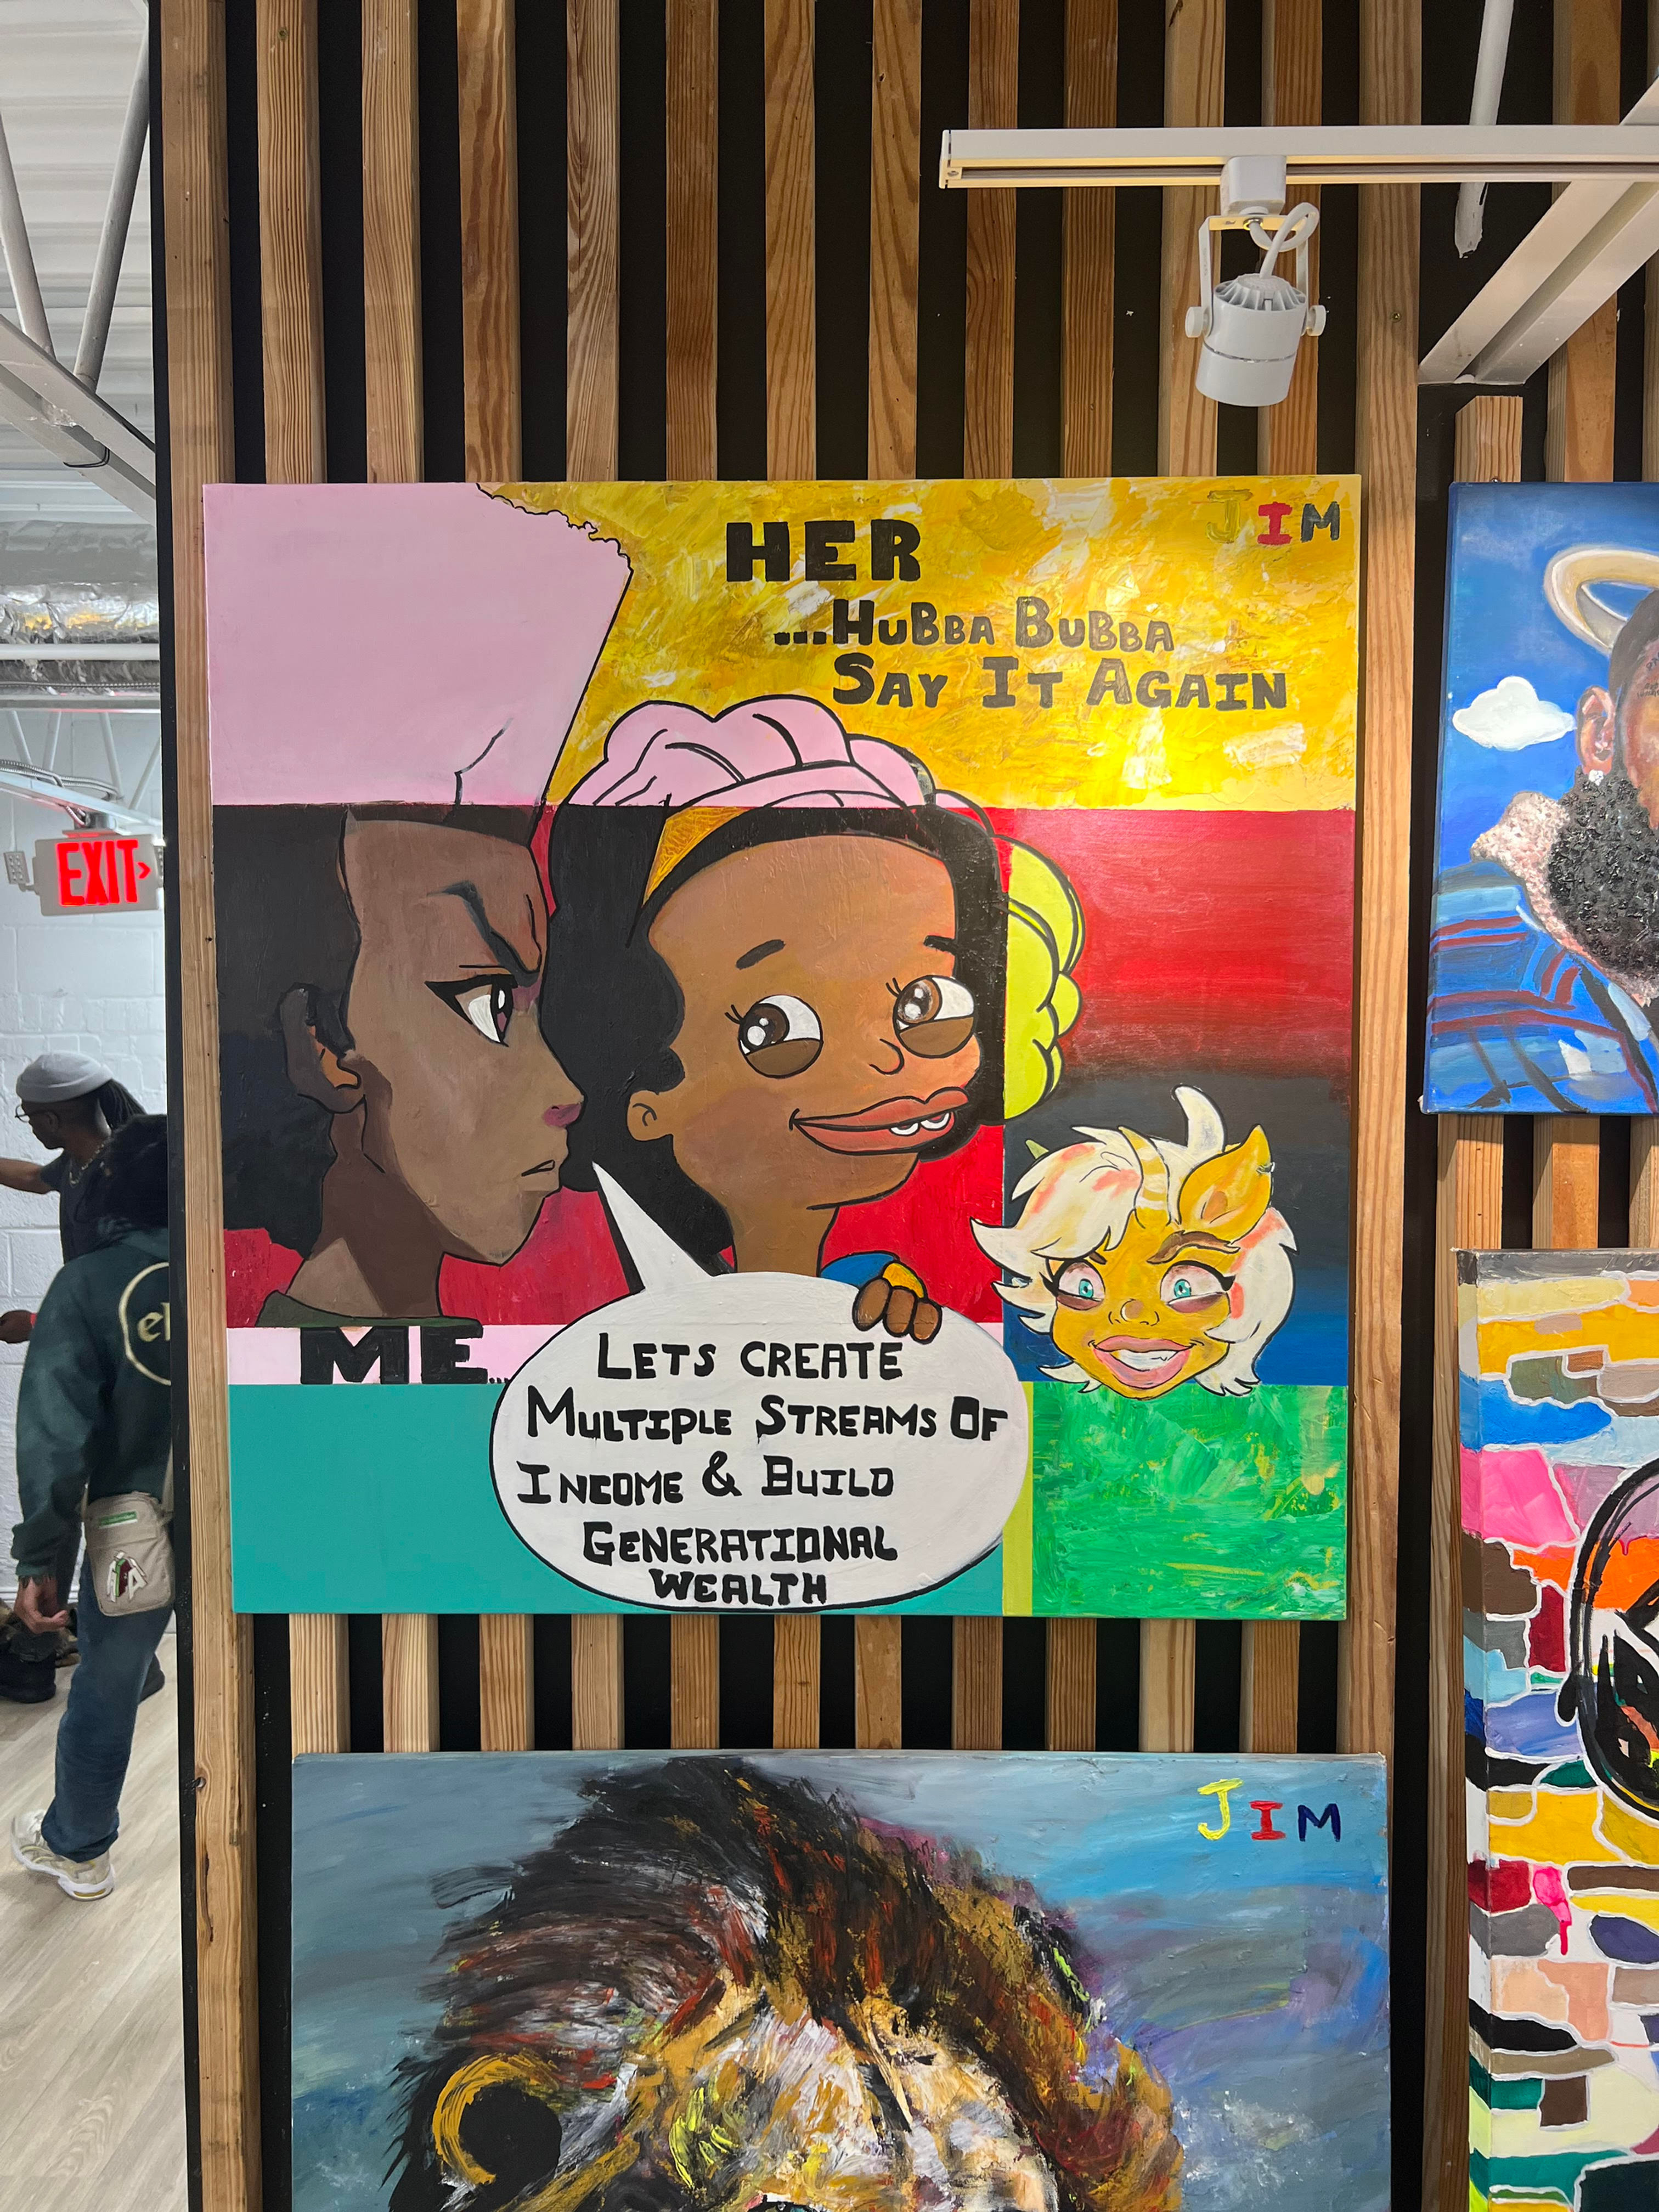 JIM
HER
...HUBBA BUBBA
SAY IT AGAIN
EXIT
ME...
LETS CREATE
MULTIPLE STREAMS OF
INCOME & BUILD
GENERATIONAL
WEALTH
JIM